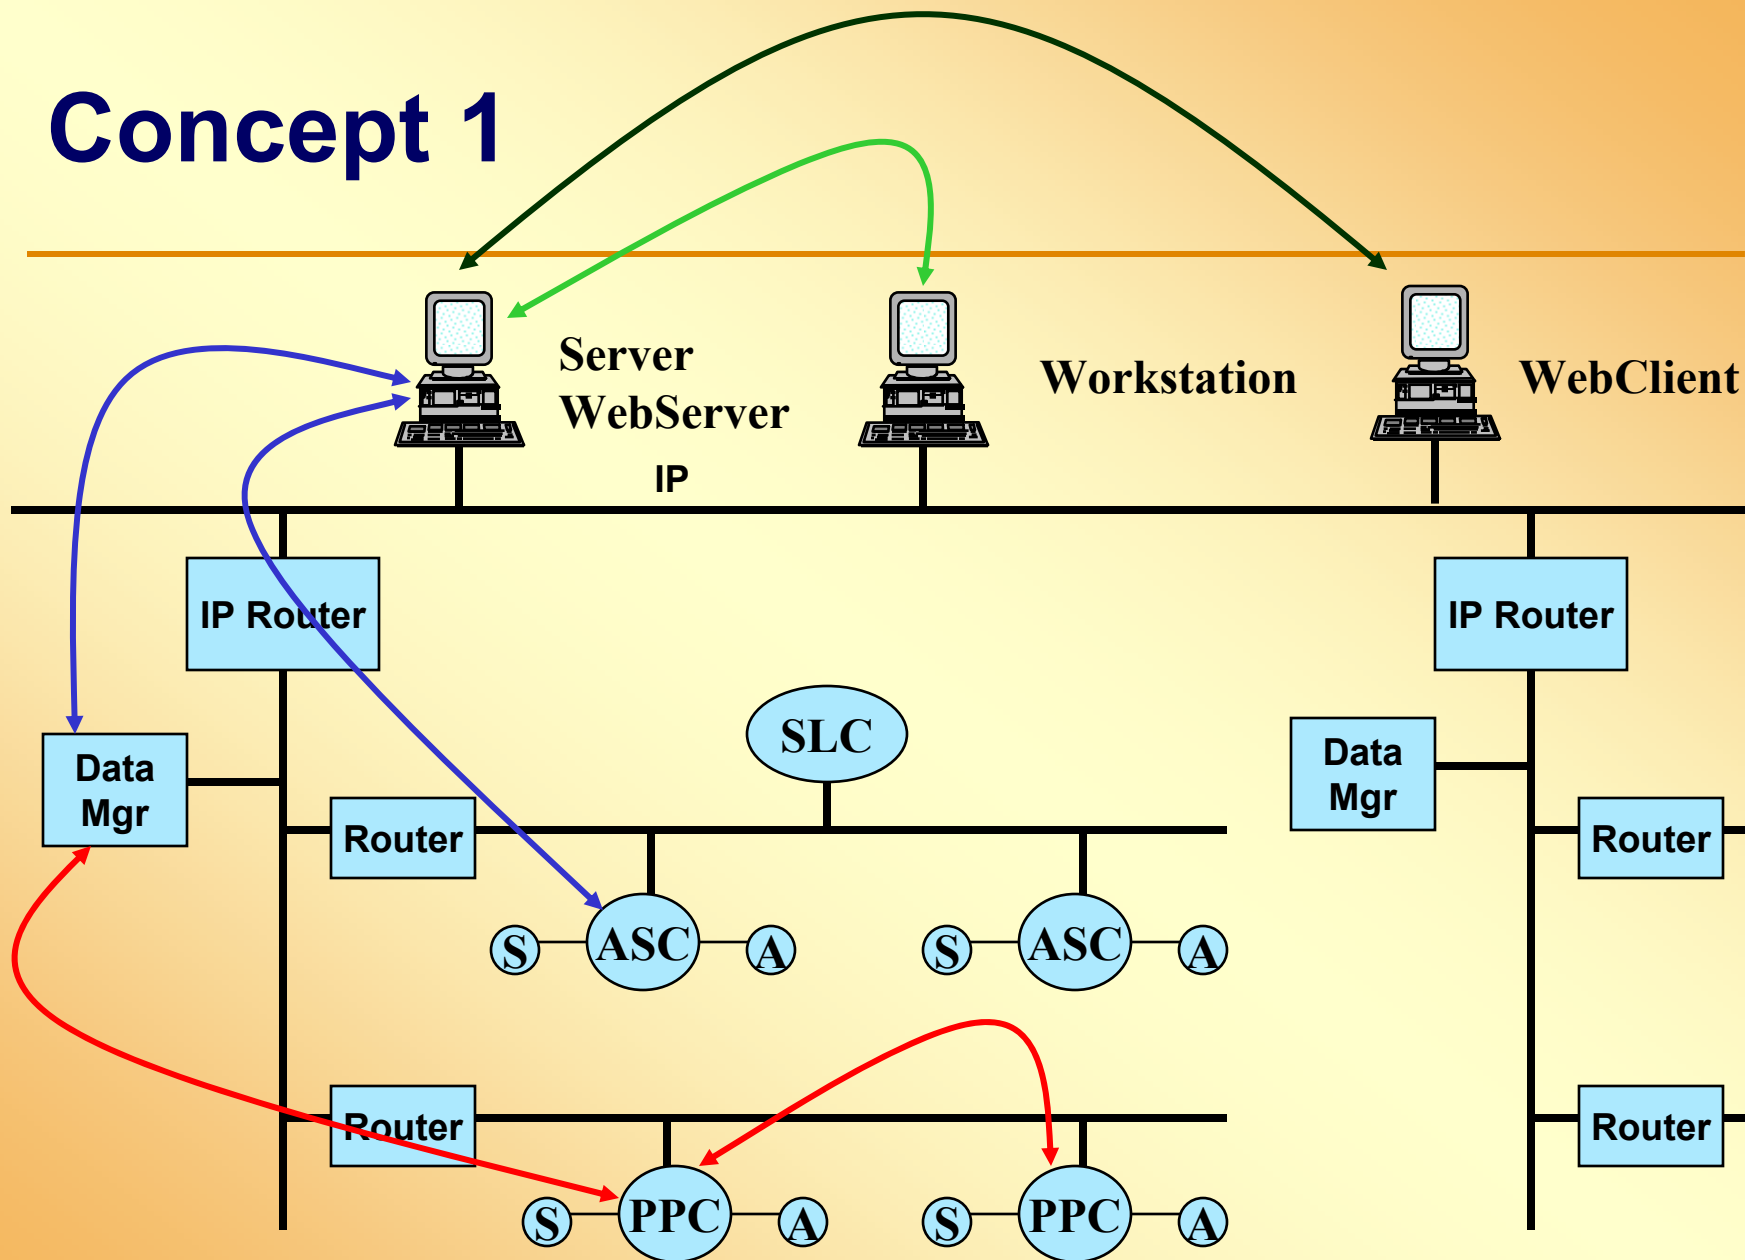 Concept 1
Server
WebServer
Workstation
WebClient
IP
IP Router
IP Router
SLC
Data
Mgr
Data
Mgr
Router
Router
S
ASC
A
S
ASC
A
Router
Router
S
PPC
A
S
PPC
A